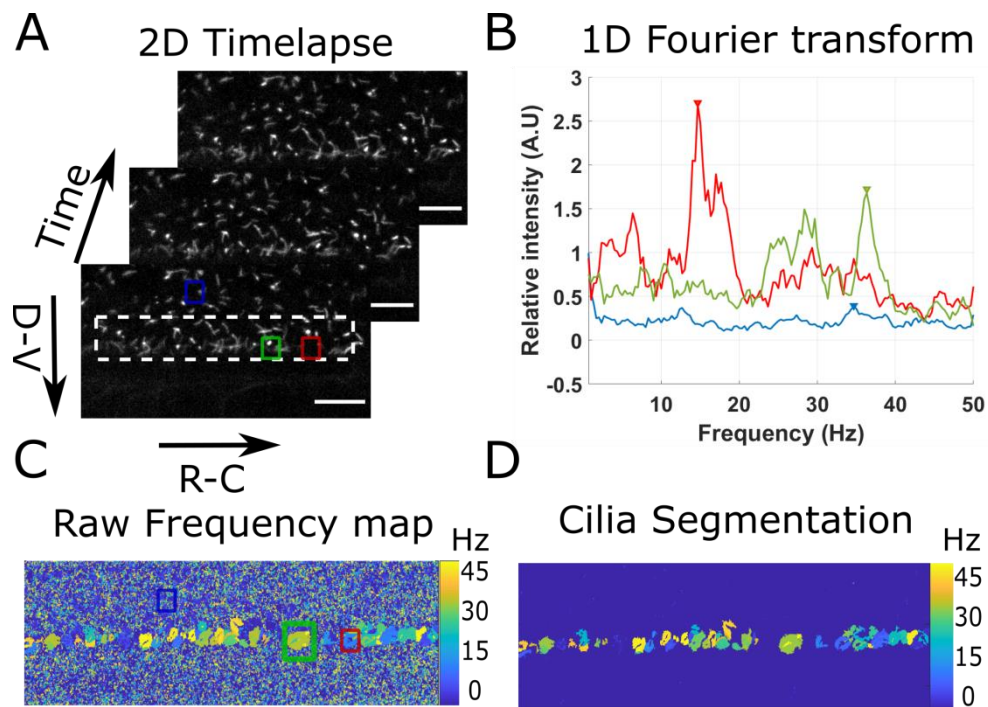 A
2D Timelapse
Time
D-V
R-C
B
1D Fourier transform
Relative intensity (A.U)
3
2.5
2
1.5
1
0.5
0
-0.5
10
20
30
40
50
Frequency (Hz)
C
Raw Frequency map
Hz
45
30
15
0
D
Cilia Segmentation
Hz
45
30
15
0